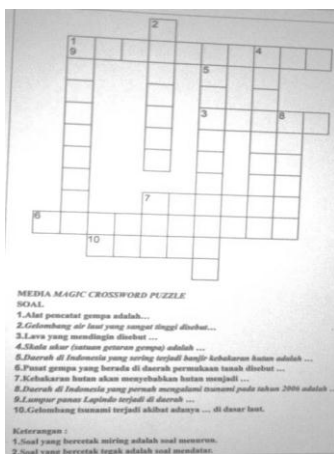 2
1
4
9
5
3
8
7
6
10
MEDIA MAGIC CROSSWORD PUZZLE
SOAL
1.Alat pencatat gempa adalah...
2.Gelombang air laut yang sangat tinggi disebut...
3.Lava yang mendingin disebut ...
4.Skala ukur (satuan getaran gempa) adalah ...
5.Daerah di Indonesia yang sering terjadi banjir kebakaran hutan adalah ...
6.Pusat gempa yang berada di daerah permukaan tanah disebut ...
7.Kebakaran hutan akan menyebabkan hutan menjadi ...
8.Daerah di Indonesia yang pernah mengalami tsunami pada tahun 2006 adalah ..
9.Lumpur panas Lapindo terjadi di daerah ...
10.Gelombang tsunami terjadi akibat adanya ... di dasar laut.
Keterangan :
1.Soal yang bercetak miring adalah soal menurun.
2.Soal yang bercetak tegak adalah soal mendatar.